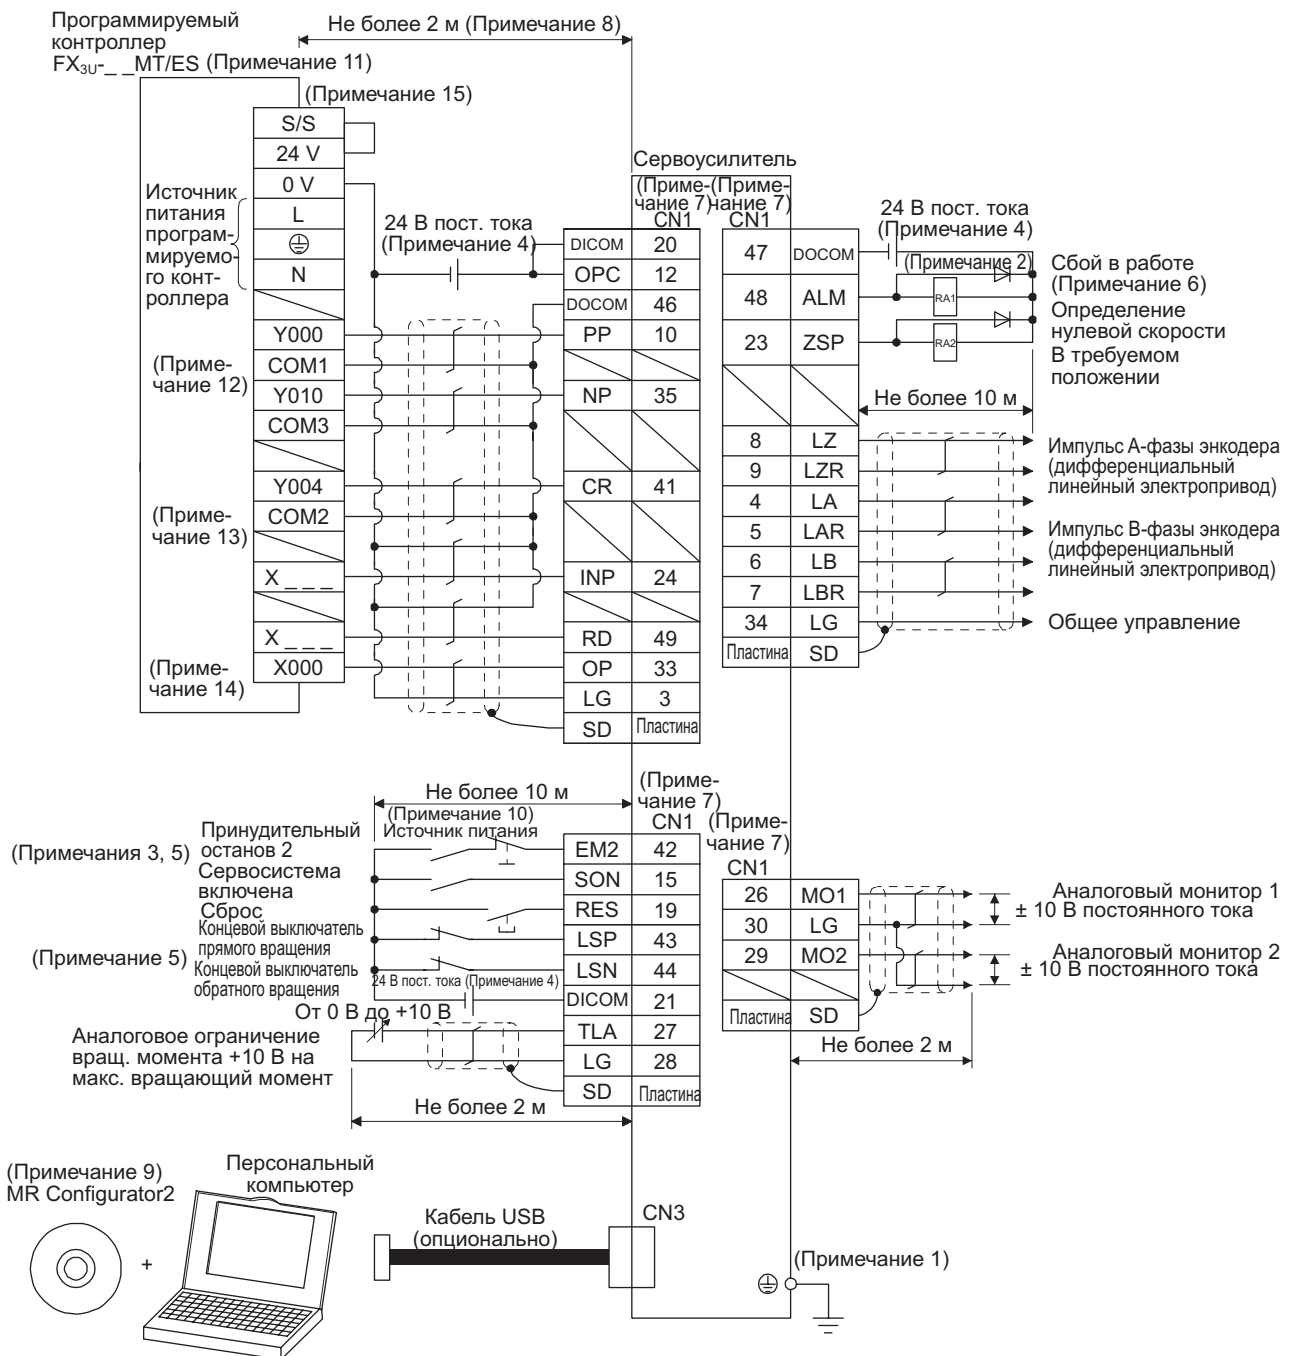 Программируемый
контроллер
FX3U-_ _MT/ES (Примечание 11)
Не более 2 м (Примечание 8)
(Примечание 15)
S/S
24 V
0 V
L
N
Источник
питания
програм-
мируемо-
го конт-
роллера
Y000
COM1
Y010
COM3
Y004
COM2
X _ _ _
X _ _ _
X000
(Приме-
чание 12)
(Приме-
чание 13)
(Приме-
чание 14)
24 В пост. тока
(Примечание 4)
Сервоусилитель
(Приме-
чание 7)
CN1
DICOM 20
OPC 12
DOCOM 46
PP 10
NP 35
CR 41
INP 24
RD 49
OP 33
LG 3
SD Пластина
(Приме-
чание 7)
CN1
47 DOCOM
48 ALM
23 ZSP
8 LZ
9 LZR
4 LA
5 LAR
6 LB
7 LBR
34 LG
Пластина SD
24 В пост. тока
(Примечание 4)
(Примечание 2)
RA1
RA2
Сбой в работе
(Примечание 6)
Определение
нулевой скорости
В требуемом
положении
Не более 10 м
Импульс А-фазы энкодера
(дифференциальный
линейный электропривод)
Импульс В-фазы энкодера
(дифференциальный
линейный электропривод)
Общее управление
Не более 10 м
(Примечание 10)
Источник питания
(Приме-
чание 7)
CN1
(Примечания 3, 5)
Принудительный
останов 2
Сервосистема
включена
Сброс
Концевой выключатель
прямого вращения
(Примечание 5)
Концевой выключатель
обратного вращения
24 В пост. тока (Примечание 4)
От 0 В до +10 В
Аналоговое ограничение
вращ. момента +10 В на
макс. вращающий момент
EM2 42
SON 15
RES 19
LSP 43
LSN 44
DICOM 21
TLA 27
LG 28
SD Пластина
Не более 2 м
(Приме-
чание 7)
CN1
26 MO1
30 LG
29 MO2
Пластина SD
Аналоговый монитор 1
± 10 В постоянного тока
Аналоговый монитор 2
± 10 В постоянного тока
Не более 2 м
(Примечание 9)
MR Configurator2
+
Персональный
компьютер
Кабель USB
(опционально)
CN3
(Примечание 1)